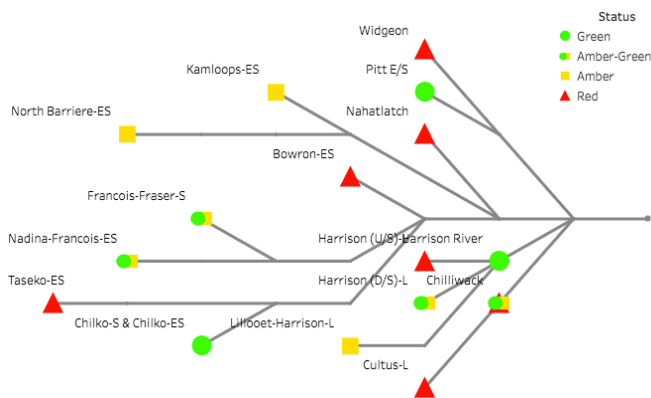 Status
Green
Amber-Green
Amber
Red
Widgeon
Pitt E/S
Kamloops-ES
Nahatlatch
North Barriere-ES
Bowron-ES
Francois-Fraser-S
Nadina-Francois-ES
Harrison (U/S)-L
Harrison River
Taseko-ES
Harrison (D/S)-L
Chilliwack
Chilko-S & Chilko-ES
Lillooet-Harrison-L
Cultus-L